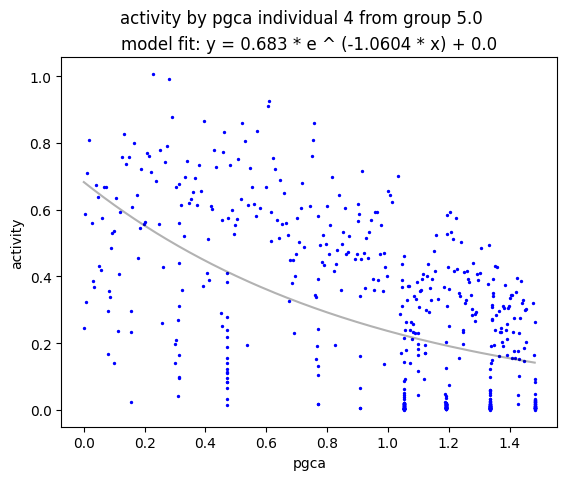 activity by pgca individual 4 from group 5.0
model fit: y = 0.683 * e ^ (-1.0604 * x) + 0.0
1.0
0.8
0.6
0.4
0.2
0.0
activity
0.0 0.2 0.4 0.6 0.8 1.0 1.2 1.4
pgca